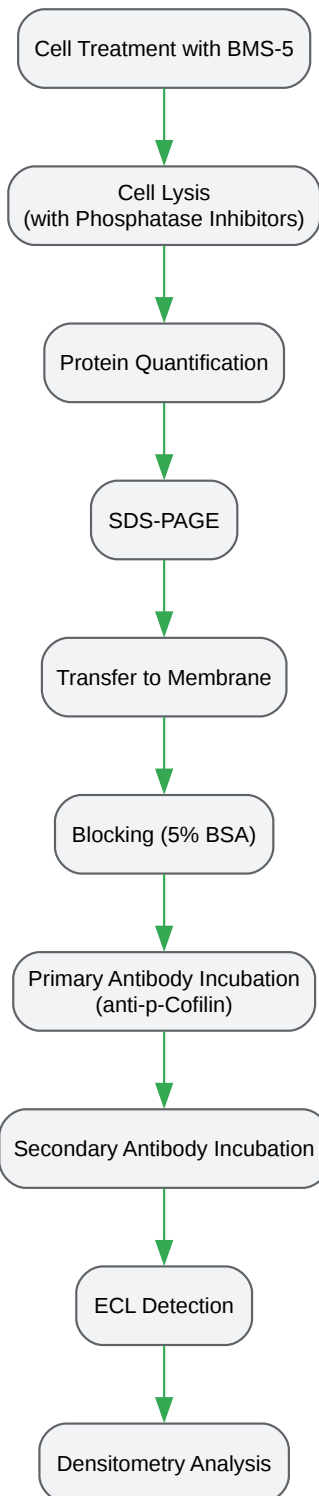 Cell Treatment with BMS-5
Cell Lysis
(with Phosphatase Inhibitors)
Protein Quantification
SDS-PAGE
Transfer to Membrane
Blocking (5% BSA)
Primary Antibody Incubation
(anti-p-Cofilin)
Secondary Antibody Incubation
ECL Detection
Densitometry Analysis